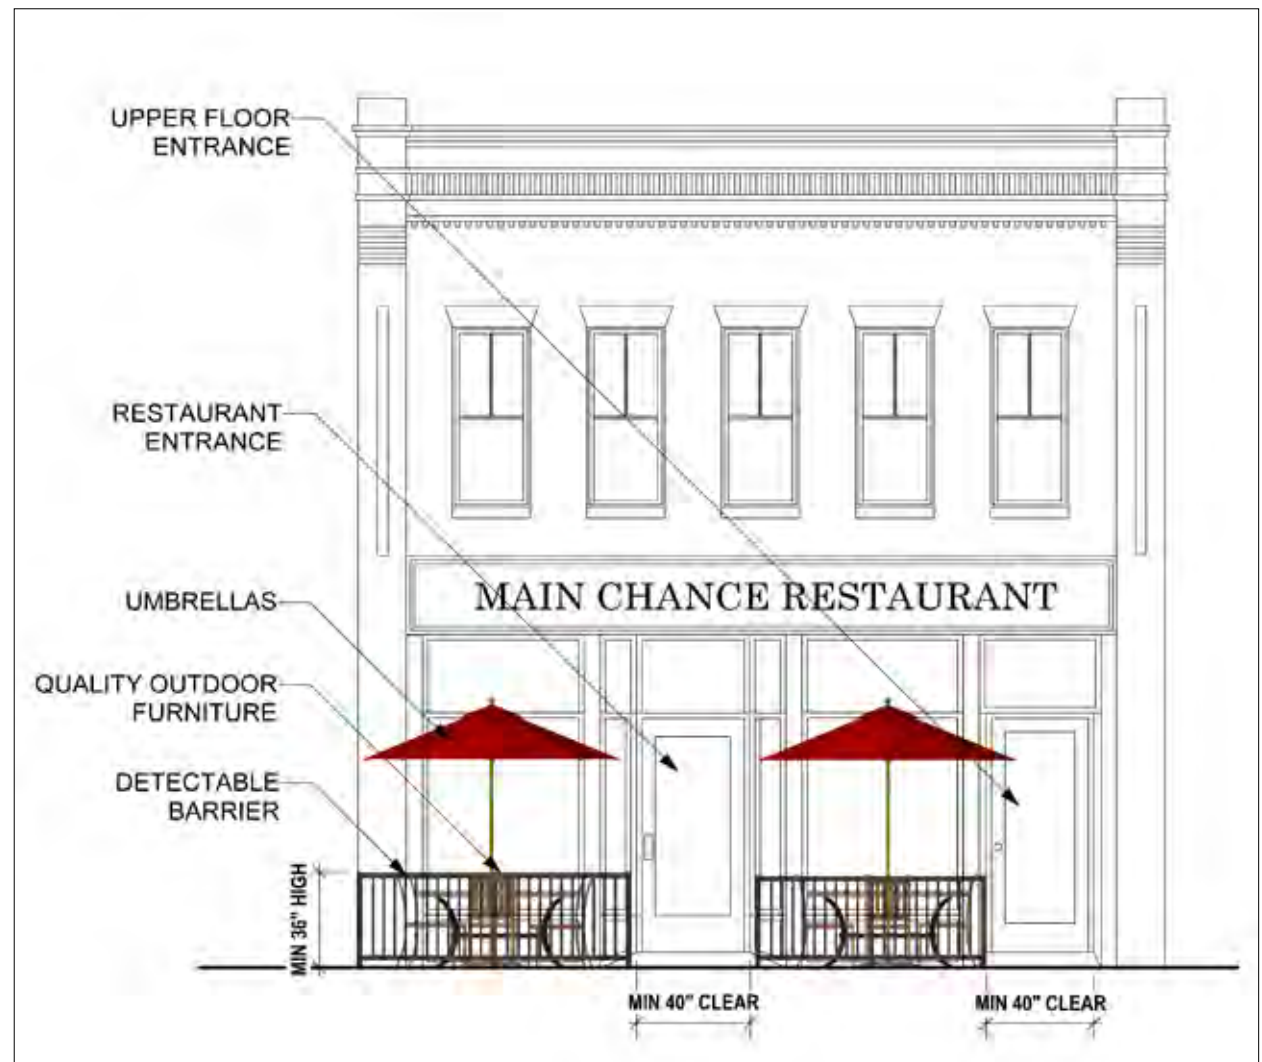 UPPER FLOOR
ENTRANCE
RESTAURANT
ENTRANCE
MAIN CHANCE RESTAURANT
UMBRELLAS
QUALITY OUTDOOR
FURNITURE
DETECTABLE
BARRIER
MIN 36" HIGH
MIN 40" CLEAR
MIN 40" CLEAR